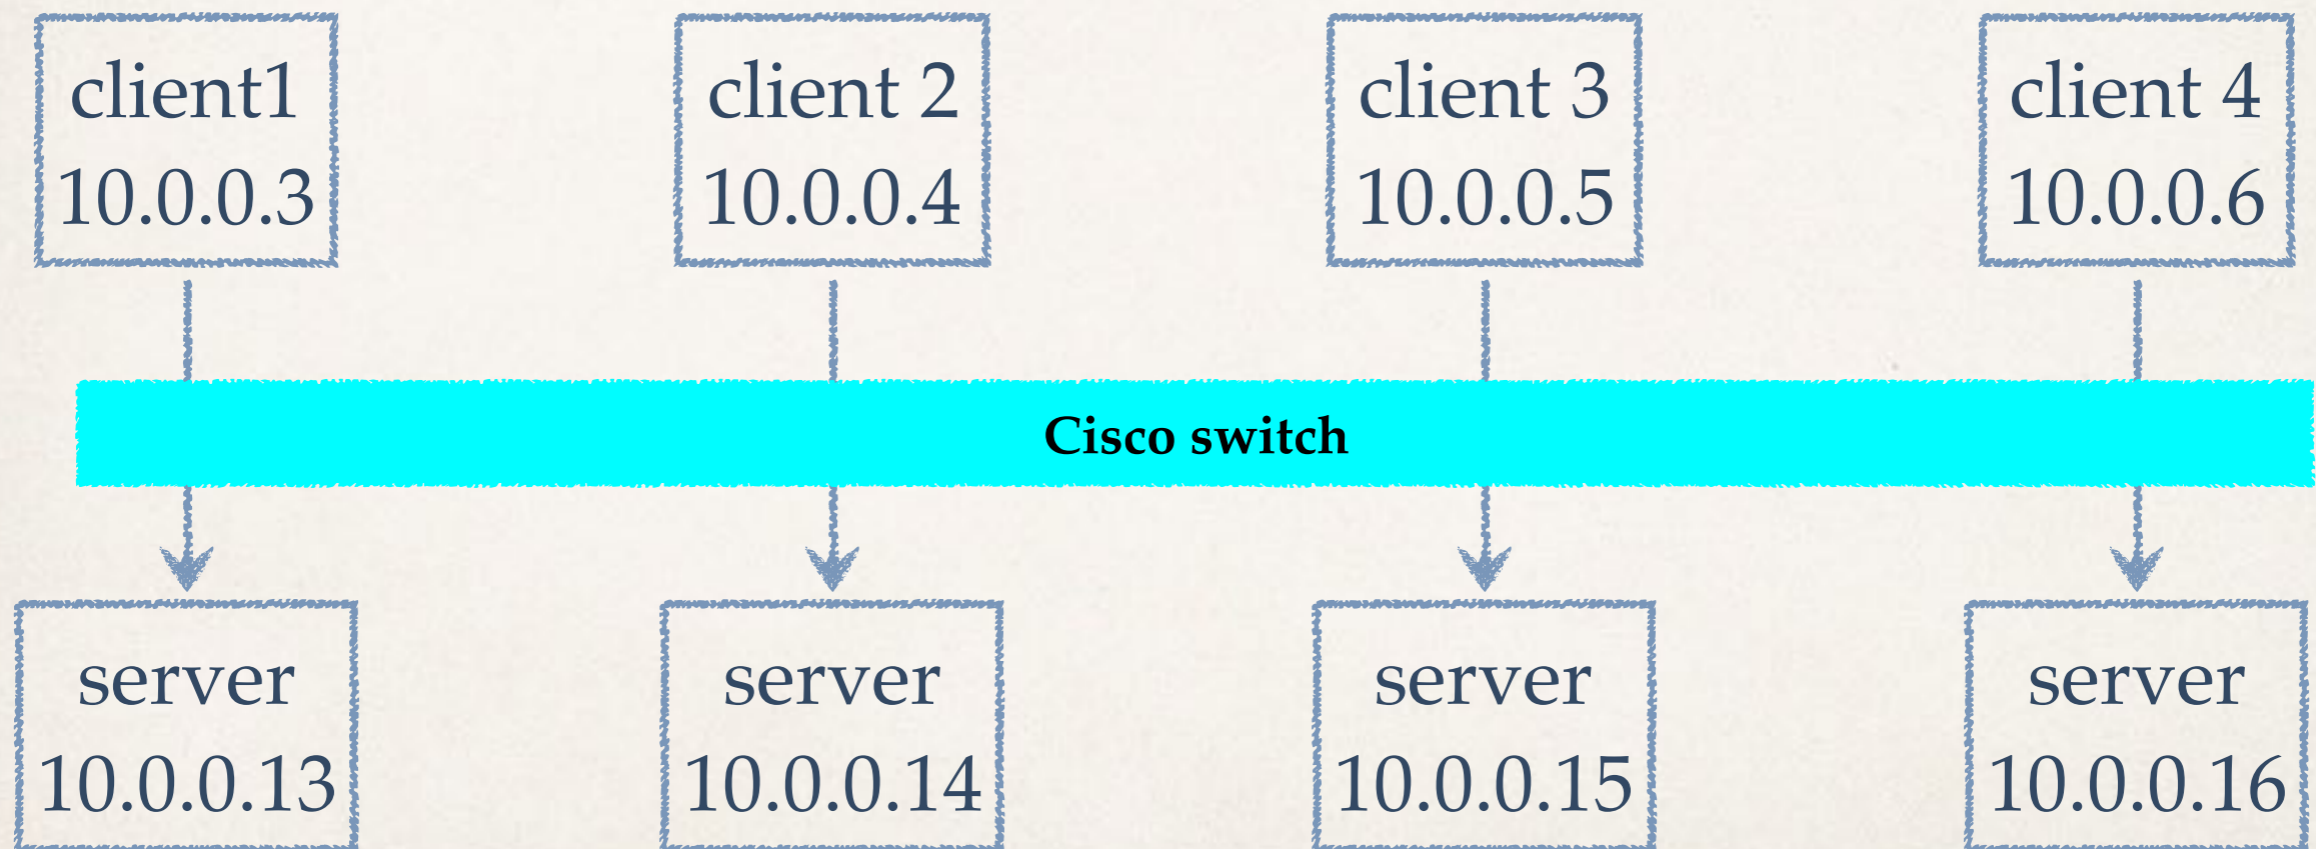 client1
10.0.0.3
client 2
10.0.0.4
client 3
10.0.0.5
client 4
10.0.0.6
Cisco switch
server
10.0.0.13
server
10.0.0.14
server
10.0.0.15
server
10.0.0.16